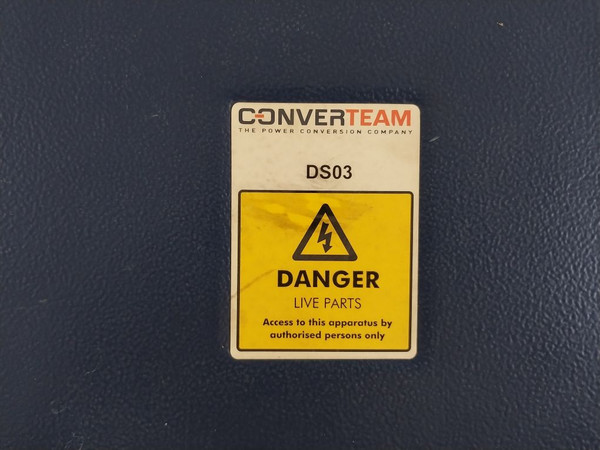 CONVERTEAM
THE POWER CONVERSION COMPANY
DS03
DANGER
LIVE PARTS
Access to this apparatus by
authorised persons only